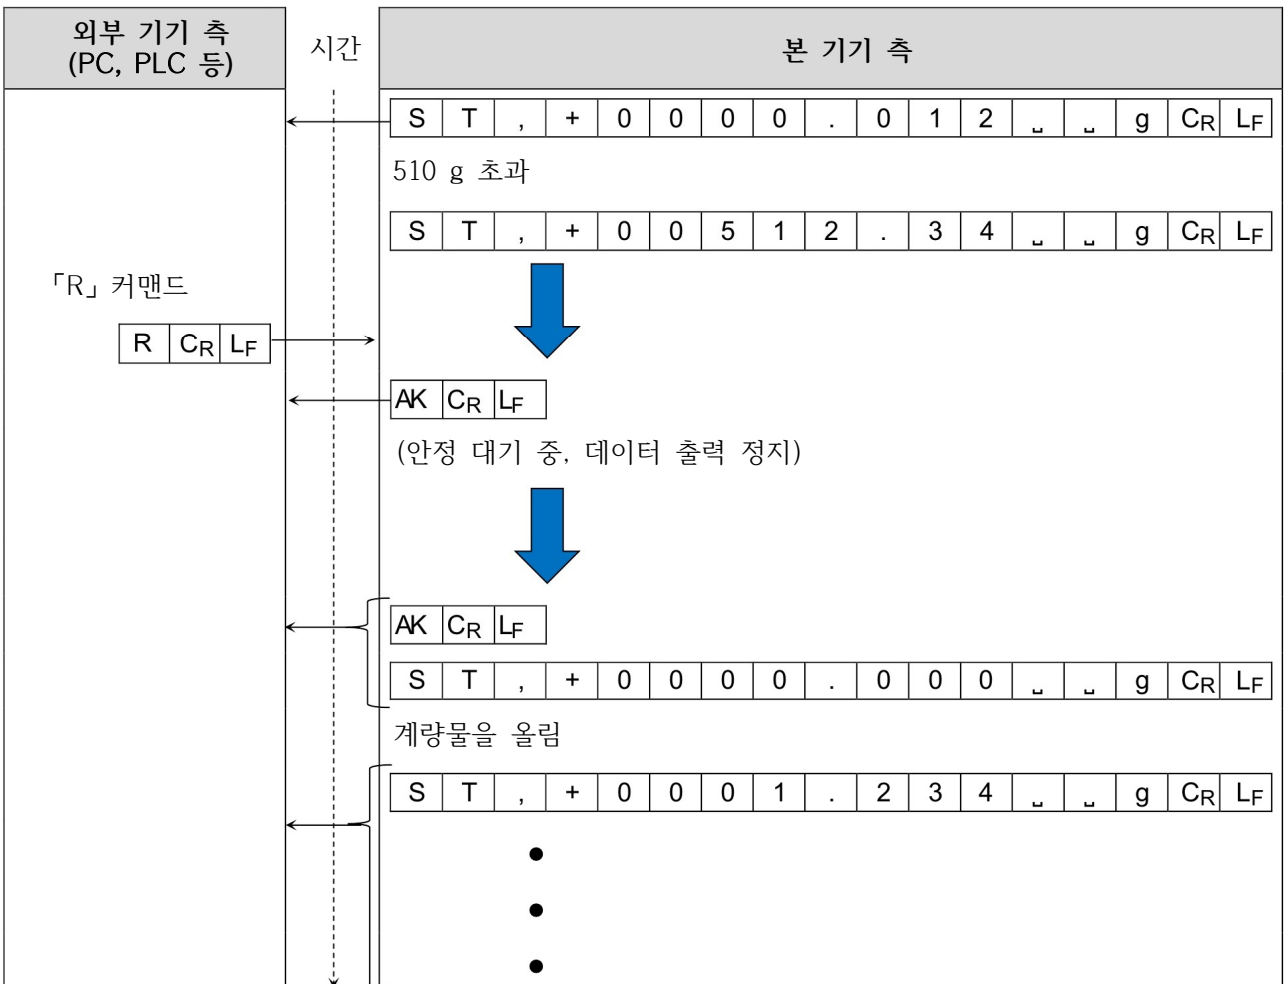 외부 기기 측
(PC, PLC 등)
시간
본 기기 측
S T , + 0 0 0 0 . 0 1 2 ␣ ␣ g CR LF
510 g 초과
S T , + 0 0 5 1 2 . 3 4 ␣ ␣ g CR LF
「R」 커맨드
R CR LF
AK CR LF
(안정 대기 중, 데이터 출력 정지)
AK CR LF
S T , + 0 0 0 0 . 0 0 0 ␣ ␣ g CR LF
계량물을 올림
S T , + 0 0 0 1 . 2 3 4 ␣ ␣ g CR LF